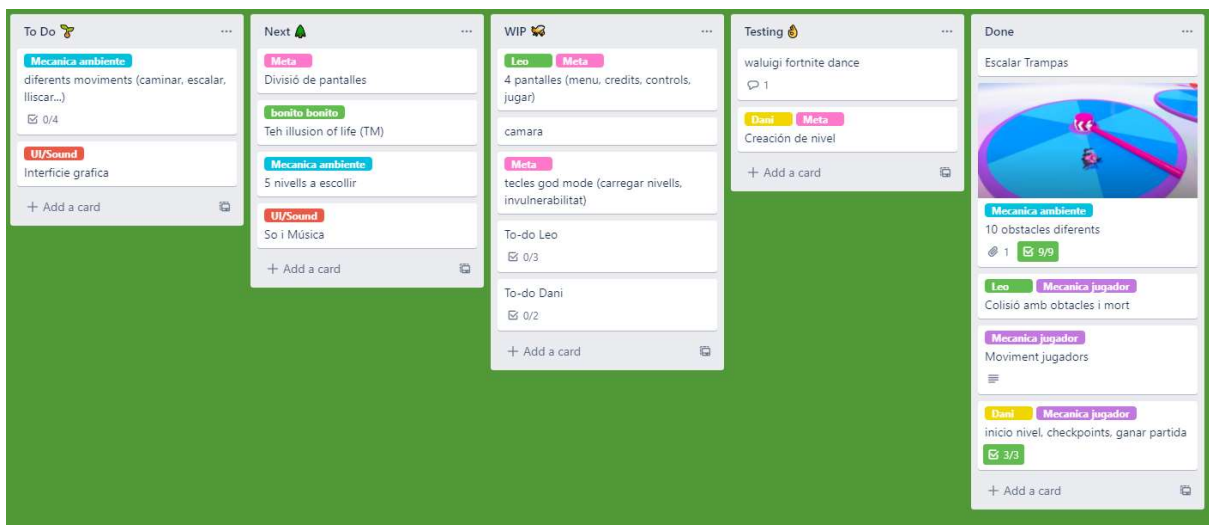 To Do
Mecanica ambiente
diferents moviments (caminar, escalar,
lliscar...)
0/4
UI/Sound
Interficie grafica
+ Add a card
Next
Meta
Divisió de pantalles
bonito bonito
Teh illusion of life (TM)
Mecanica ambiente
5 nivells a escollir
UI/Sound
So i Música
+ Add a card
WIP
Leo Meta
4 pantalles (menu, credits, controls,
jugar)
camara
Meta
tecles god mode (carregar nivells,
invulnerabilitat)
To-do Leo
0/3
To-do Dani
0/2
+ Add a card
Testing
waluigi fortnite dance
1
Dani Meta
Creación de nivel
+ Add a card
Done
Escalar Trampas
Mecanica ambiente
10 obstacles diferents
1 9/9
Leo Mecanica jugador
Colisió amb obtacles i mort
Mecanica jugador
Moviment jugadors
Dani Mecanica jugador
inicio nivel, checkpoints, ganar partida
3/3
+ Add a card